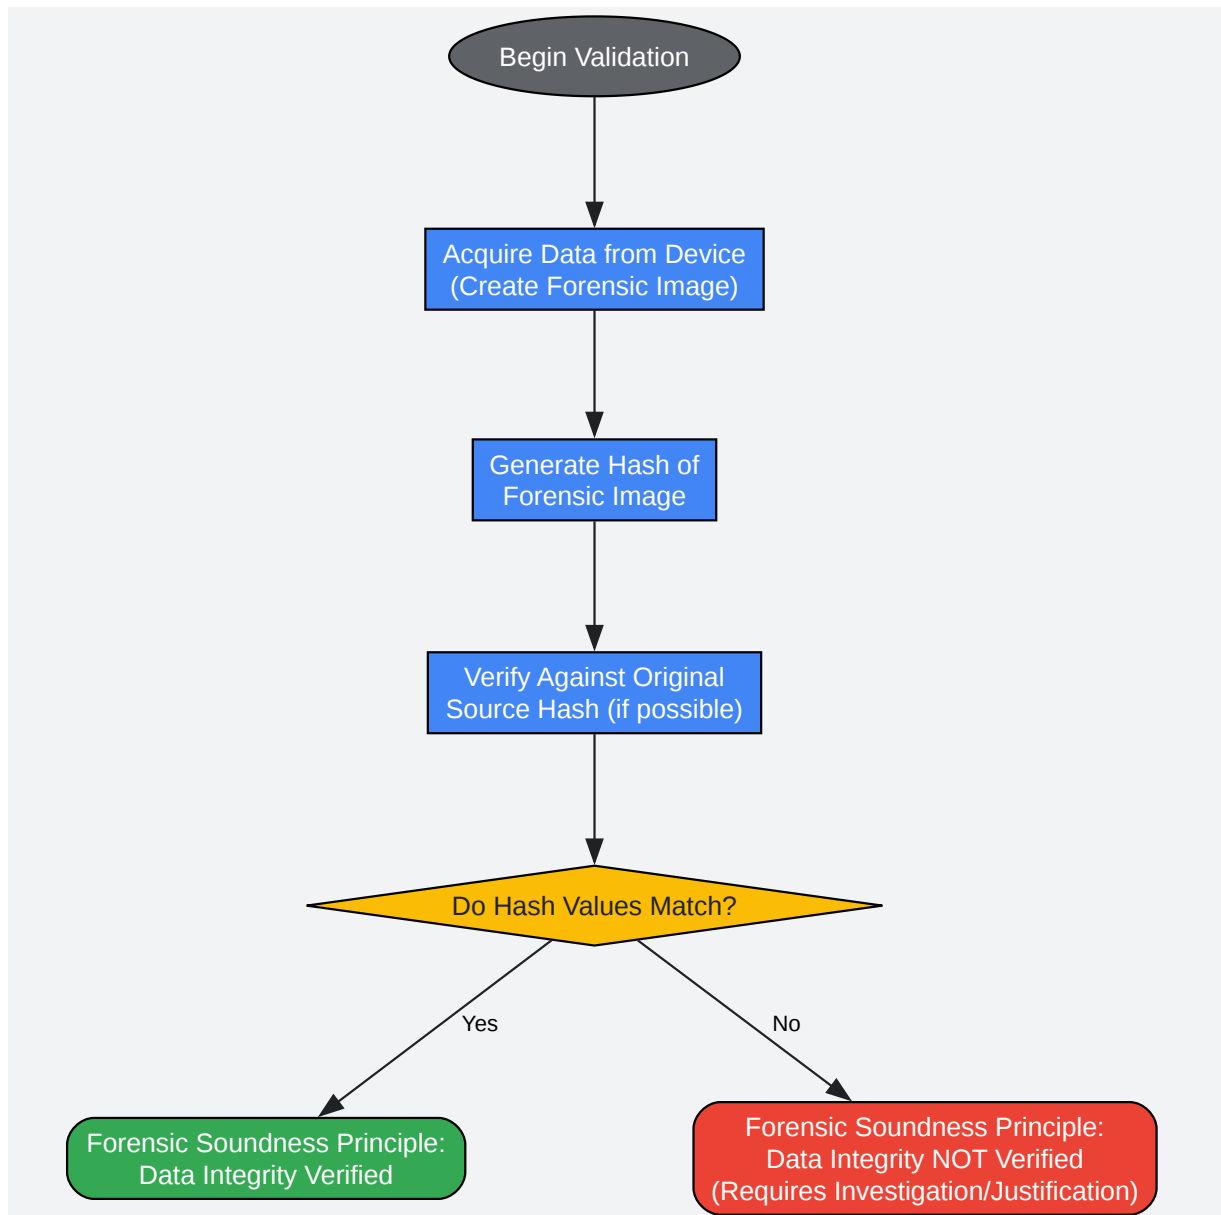 Begin Validation
Acquire Data from Device
(Create Forensic Image)
Generate Hash of
Forensic Image
Verify Against Original
Source Hash (if possible)
Do Hash Values Match?
Yes
No
Forensic Soundness Principle:
Data Integrity Verified
Forensic Soundness Principle:
Data Integrity NOT Verified
(Requires Investigation/Justification)